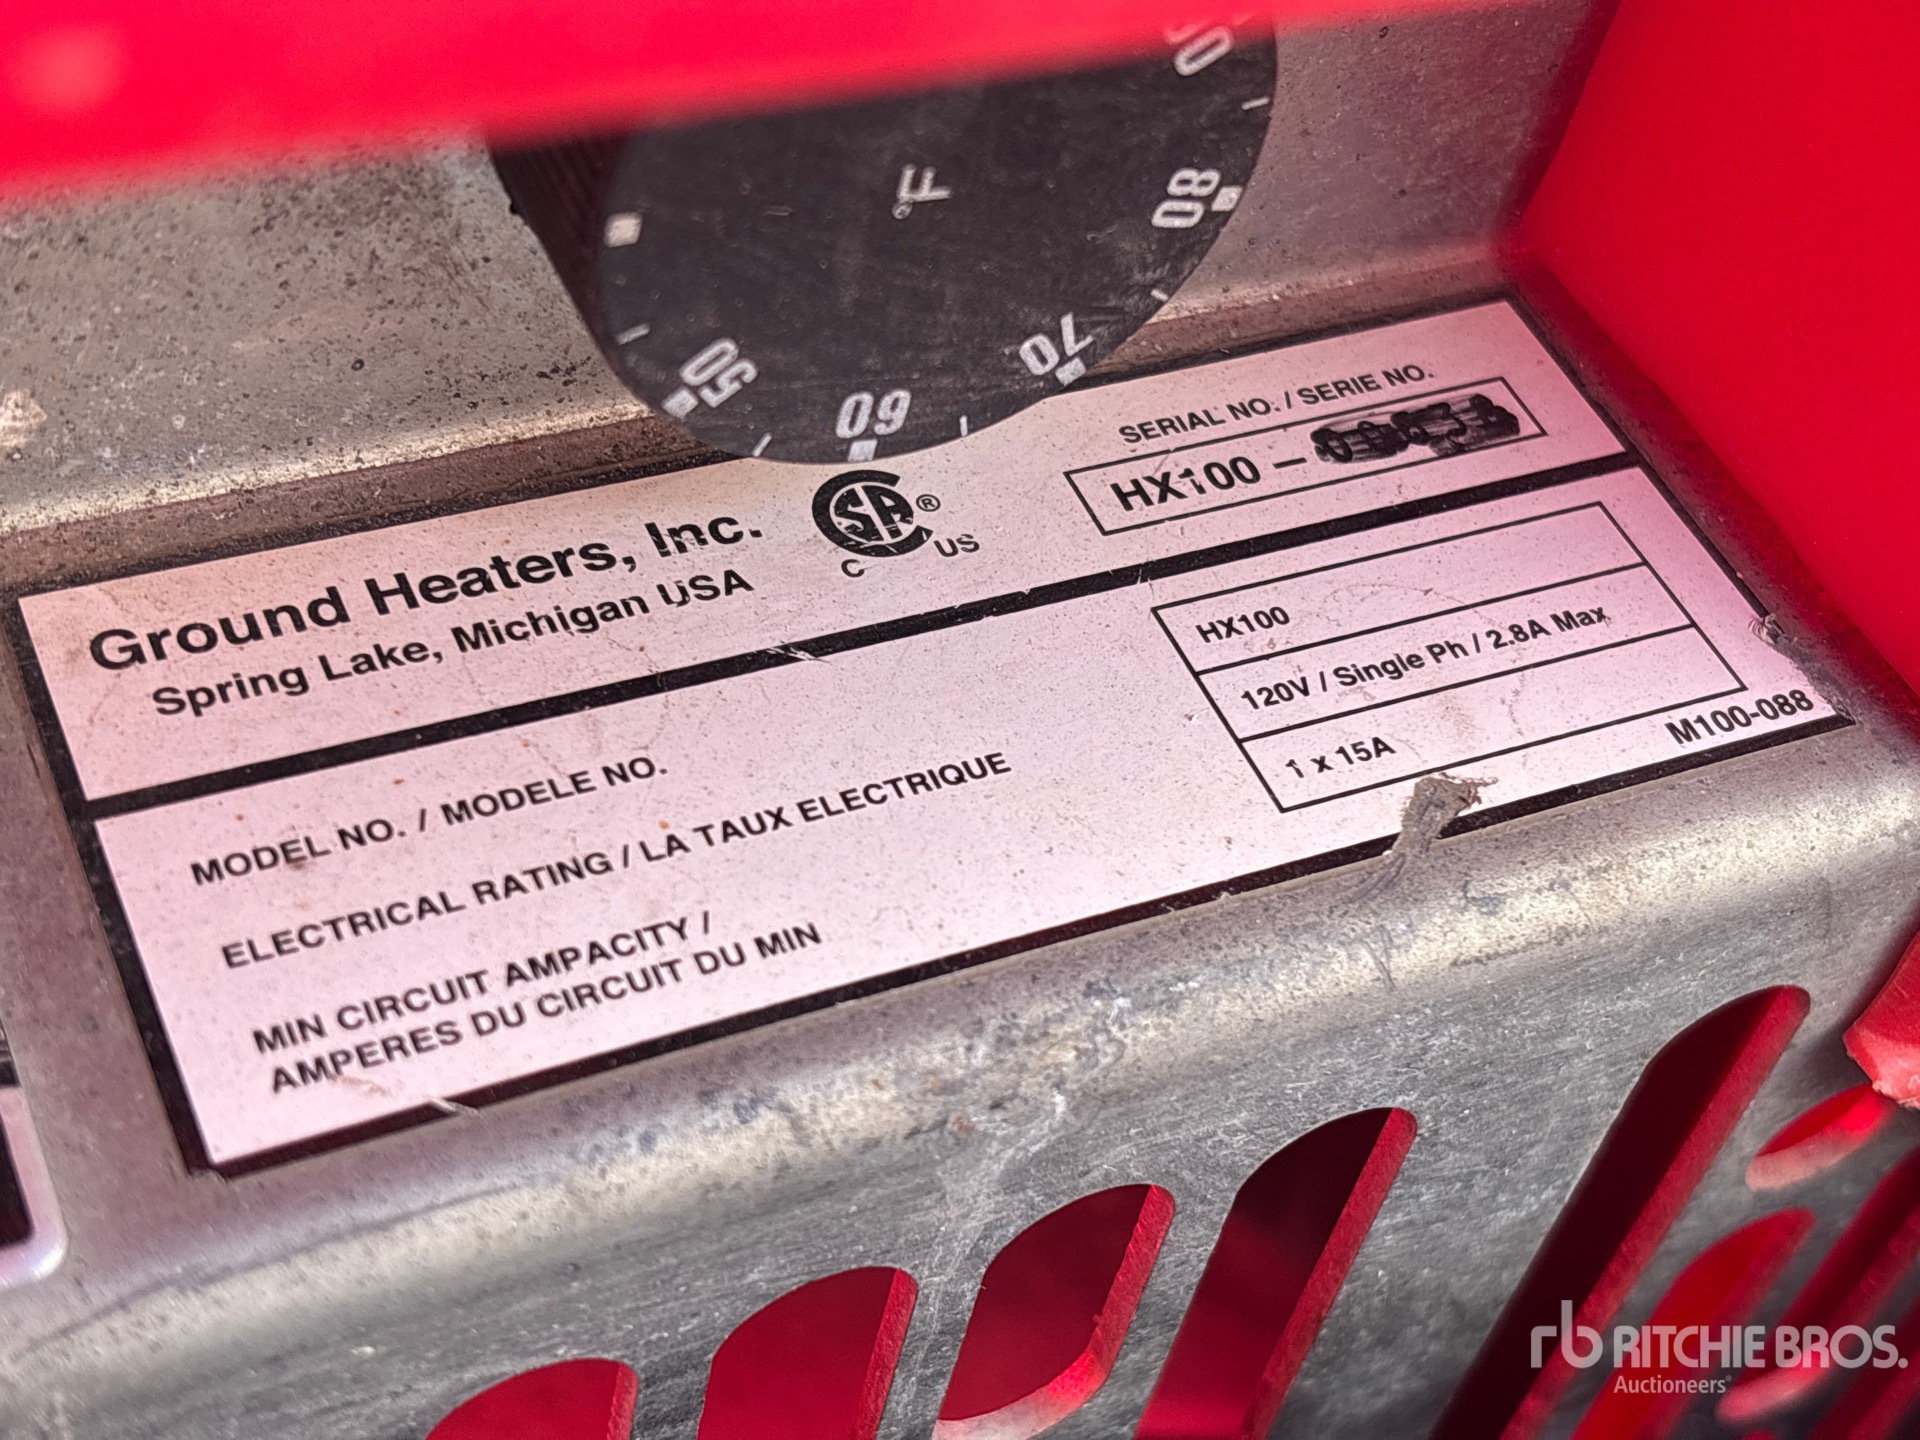 °F
80
70
60
50
SERIAL NO. / SERIE NO.
HX100 –
Ground Heaters, Inc.
Spring Lake, Michigan USA
CSA®
C US
MODEL NO. / MODELE NO.
HX100
ELECTRICAL RATING / LA TAUX ELECTRIQUE
120V / Single Ph / 2.8A Max
MIN CIRCUIT AMPACITY /
AMPERES DU CIRCUIT DU MIN
1 x 15A
M100-088
rb RITCHIE BROS.
Auctioneers